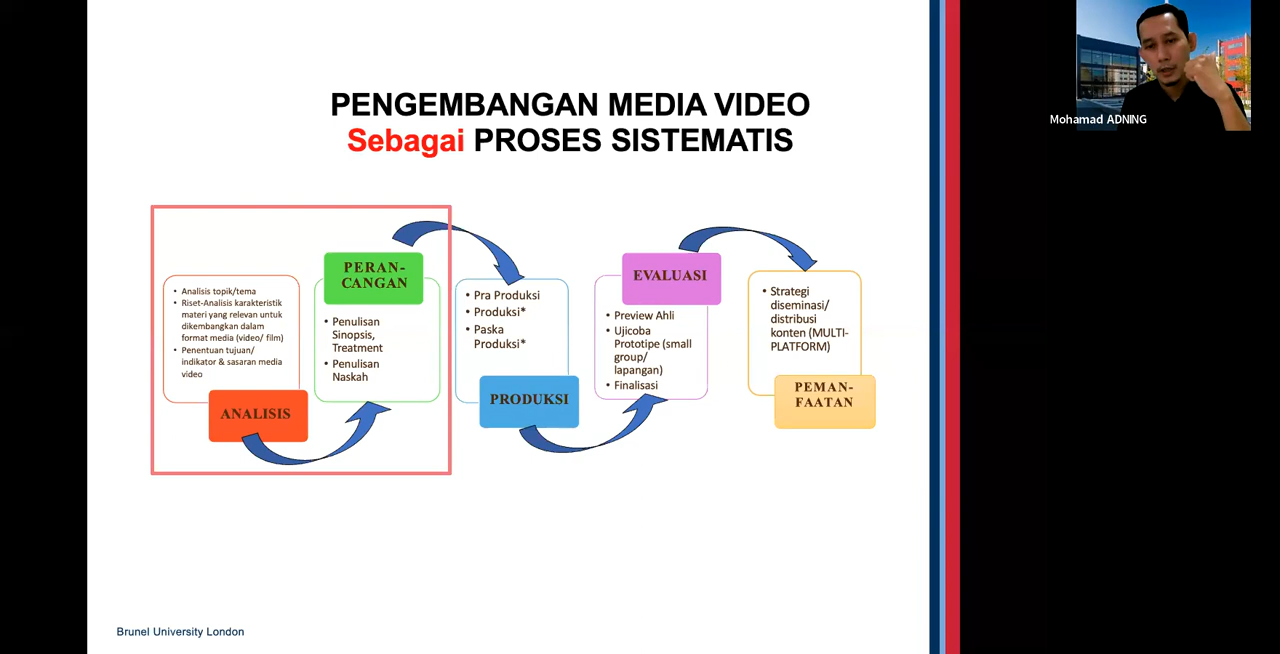 PENGEMBANGAN MEDIA VIDEO
Sebagai PROSES SISTEMATIS
• Analisis topik/tema
• Riset-Analisis karakteristik
materi yang relevan untuk
dikembangkan dalam
format media (video/ film)
• Penentuan tujuan/
indikator & sasaran media
video
ANALISIS
PERAN-
CANGAN
• Penulisan
Sinopsis,
Treatment
• Penulisan
Naskah
• Pra Produksi
• Produksi*
• Paska
Produksi*
PRODUKSI
EVALUASI
• Preview Ahli
• Ujicoba
Prototipe (small
group/
lapangan)
• Finalisasi
• Strategi
diseminasi/
distribusi
konten (MULTI-
PLATFORM)
PEMAN-
FAATAN
Brunel University London
Mohamad ADNING